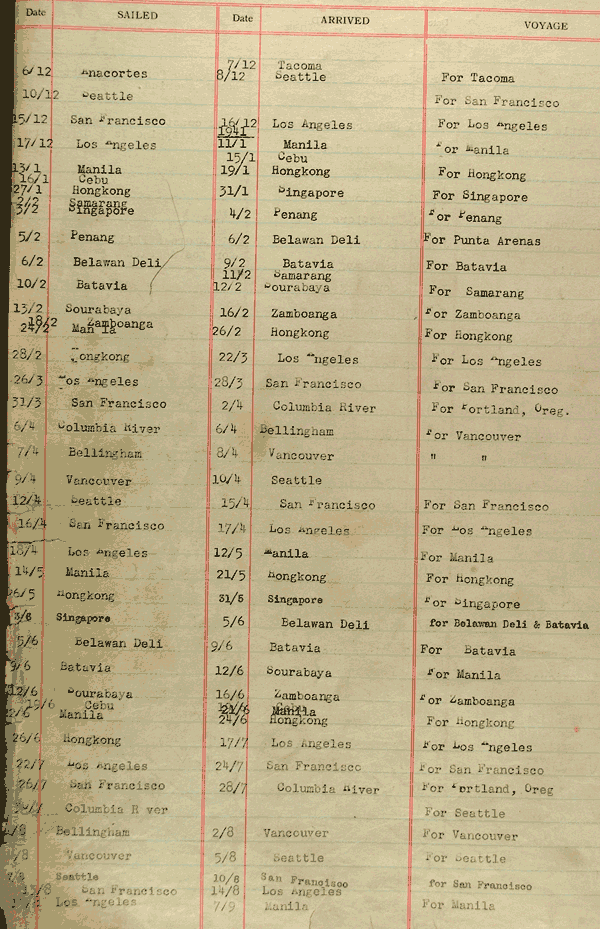 Date SAILED Date ARRIVED VOYAGE
7/12 Tacoma
6/12 Anacortes 8/12 Seattle For Tacoma
10/12 Seattle For San Francisco
15/12 San Francisco 16/12 Los Angeles For Los Angeles
1941
17/12 Los Angeles 11/1 Manila For Manila
15/1 Cebu
13/1 Manila 19/1 Hongkong For Hongkong
16/1 Cebu
27/1 Hongkong 31/1 Singapore For Singapore
2/2 Samarang
3/2 Singapore 4/2 Penang For Penang
5/2 Penang 6/2 Belawan Deli For Punta Arenas
6/2 Belawan Deli 9/2 Batavia For Batavia
11/2 Samarang
10/2 Batavia 12/2 Sourabaya For Samarang
13/2 Sourabaya 16/2 Zamboanga For Zamboanga
18/2 Zamboanga
24/2 Man la 26/2 Hongkong For Hongkong
28/2 Hongkong 22/3 Los Angeles For Los Angeles
26/3 Los Angeles 28/3 San Francisco For San Francisco
31/3 San Francisco 2/4 Columbia River For Portland, Oreg.
6/4 Columbia River 6/4 Bellingham For Vancouver
7/4 Bellingham 8/4 Vancouver " "
9/4 Vancouver 10/4 Seattle
12/4 Seattle 15/4 San Francisco For San Francisco
16/4 San Francisco 17/4 Los Angeles For Los Angeles
18/4 Los Angeles 12/5 Manila For Manila
14/5 Manila 21/5 Hongkong For Hongkong
26/5 Hongkong 31/5 Singapore For Singapore
3/6 Singapore 5/6 Belawan Deli for Belawan Deli & Batavia
5/6 Belawan Deli 9/6 Batavia For Batavia
9/6 Batavia 12/6 Sourabaya For Manila
12/6 Sourabaya 16/6 Zamboanga For Zamboanga
19/6 Cebu Cebu
Manila 21/6 Manila
24/6 Hongkong For Hongkong
26/6 Hongkong 17/7 Los Angeles For Los Angeles
22/7 Los Angeles 24/7 San Francisco For San Francisco
26/7 San Francisco 28/7 Columbia River For Portland, Oreg
Columbia R ver For Seattle
/8 Bellingham 2/8 Vancouver For Vancouver
/8 Vancouver 5/8 Seattle For Seattle
Seattle 10/8 San Francisco for San Francisco
San Francisco 14/8 Los Angeles
Los Angeles 7/9 Manila For Manila